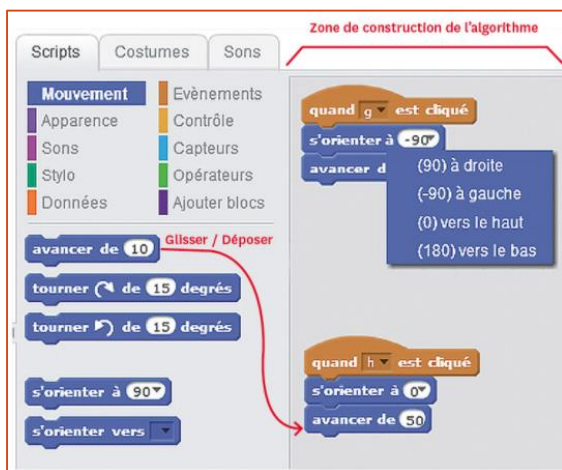 Zone de construction de l'algorithme
Scripts
Costumes
Sons
Mouvement
Evènements
Apparence
Contrôle
Sons
Capteurs
Stylo
Opérateurs
Données
Ajouter blocs
avancer de 10
Glisser / Déposer
tourner de 15 degrés
tourner de 15 degrés
s'orienter à 90
s'orienter vers
quand g est cliqué
s'orienter à -90
avancer d
(90) à droite
(-90) à gauche
(0) vers le haut
(180) vers le bas
quand h est cliqué
s'orienter à 0
avancer de 50